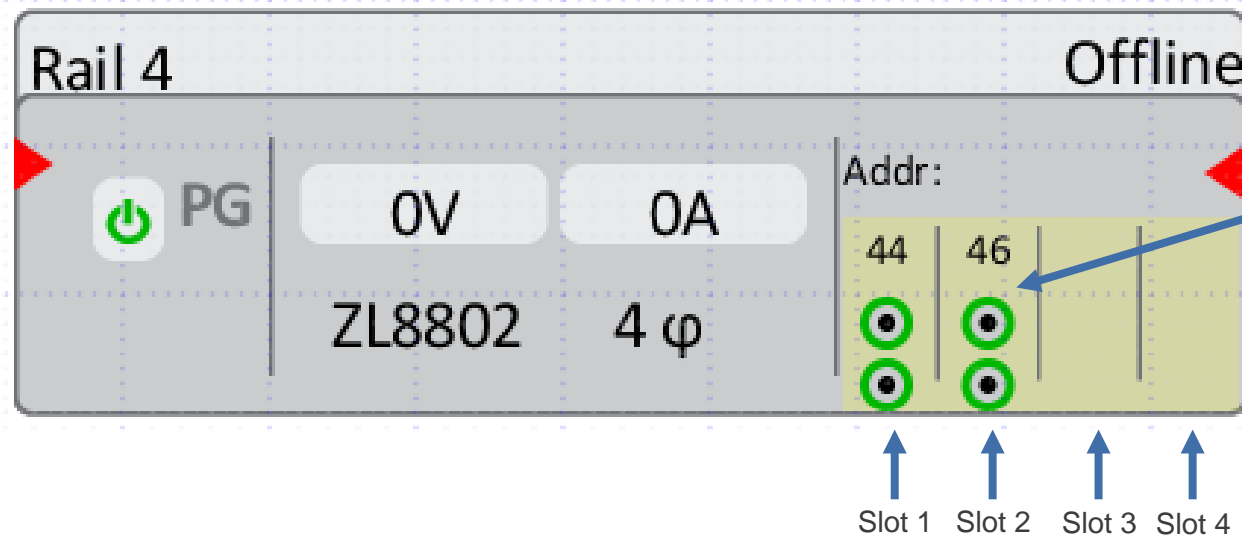 Rail 4 Offline
Addr:
PG 0V 0A
44 46
ZL8802 4 φ
Slot 1 Slot 2 Slot 3 Slot 4